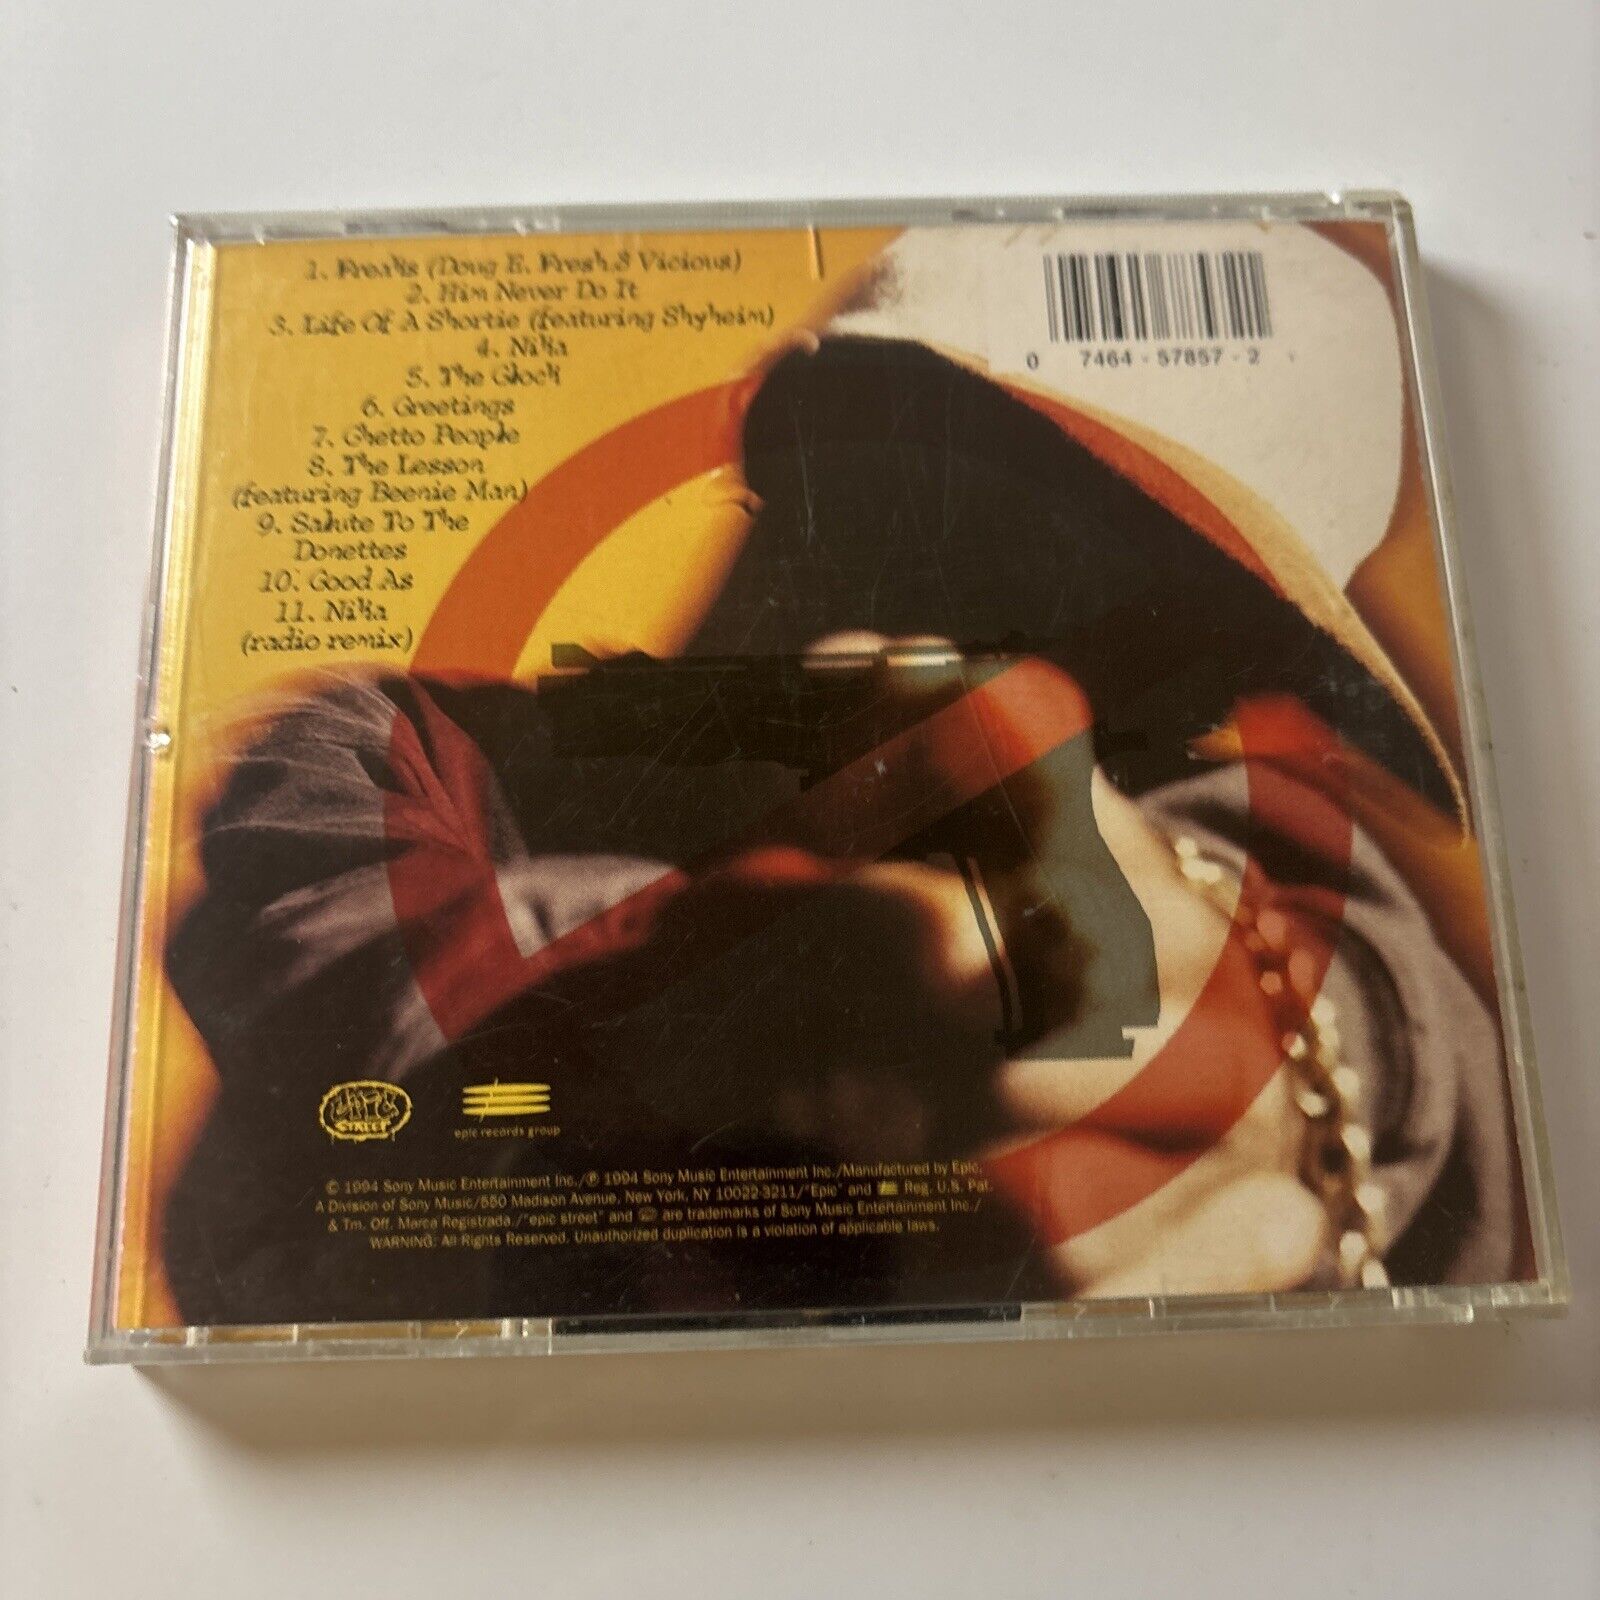 1. Freaks (Doug E. Fresh & Vicious)
2. Him Never Do It
3. Life Of A Shortie (featuring Shyheim)
4. Nika
5. The Glock
6. Greetings
7. Ghetto People
8. The Lesson
(featuring Beenie Man)
9. Salute To The
Donettes
10. Good As
11. Nika
(radio remix)
0 7464-57857-2
epic
STREET
epic records group
© 1994 Sony Music Entertainment Inc./℗ 1994 Sony Music Entertainment Inc./Manufactured by Epic.
A Division of Sony Music/550 Madison Avenue, New York, NY 10022-3211/"Epic" and Reg. U.S. Pat.
& Tm. Off. Marca Registrada./"epic street" and are trademarks of Sony Music Entertainment Inc./
WARNING: All Rights Reserved. Unauthorized duplication is a violation of applicable laws.